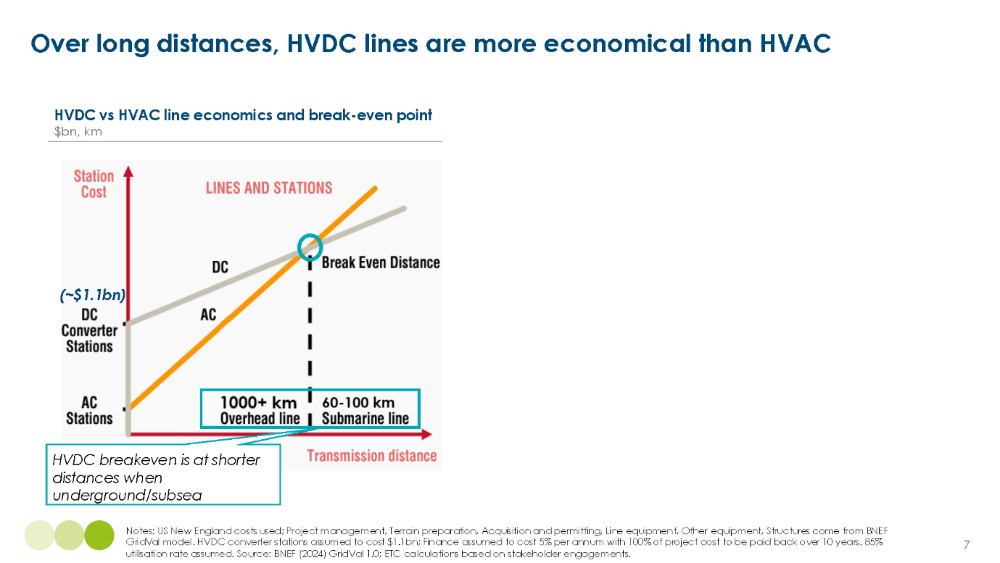 Over long distances, HVDC lines are more economical than HVAC
HVDC vs HVAC line economics and break-even point
$bn, km
Station
Cost
LINES AND STATIONS
DC
Break Even Distance
(~$1.1bn)
DC
Converter
Stations
AC
AC
Stations
1000+ km
Overhead line
60-100 km
Submarine line
Transmission distance
HVDC breakeven is at shorter
distances when
underground/subsea
Notes: US New England costs used; Project management, Terrain preparation, Acquisition and permitting, Line equipment, Other equipment, Structures come from BNEF
GridVal model. HVDC converter stations assumed to cost $1.1bn; Finance assumed to cost 5% per annum with 100% of project cost to be paid back over 10 years. 85%
utilisation rate assumed. Source: BNEF (2024) GridVal 1.0; ETC calculations based on stakeholder engagements.
7